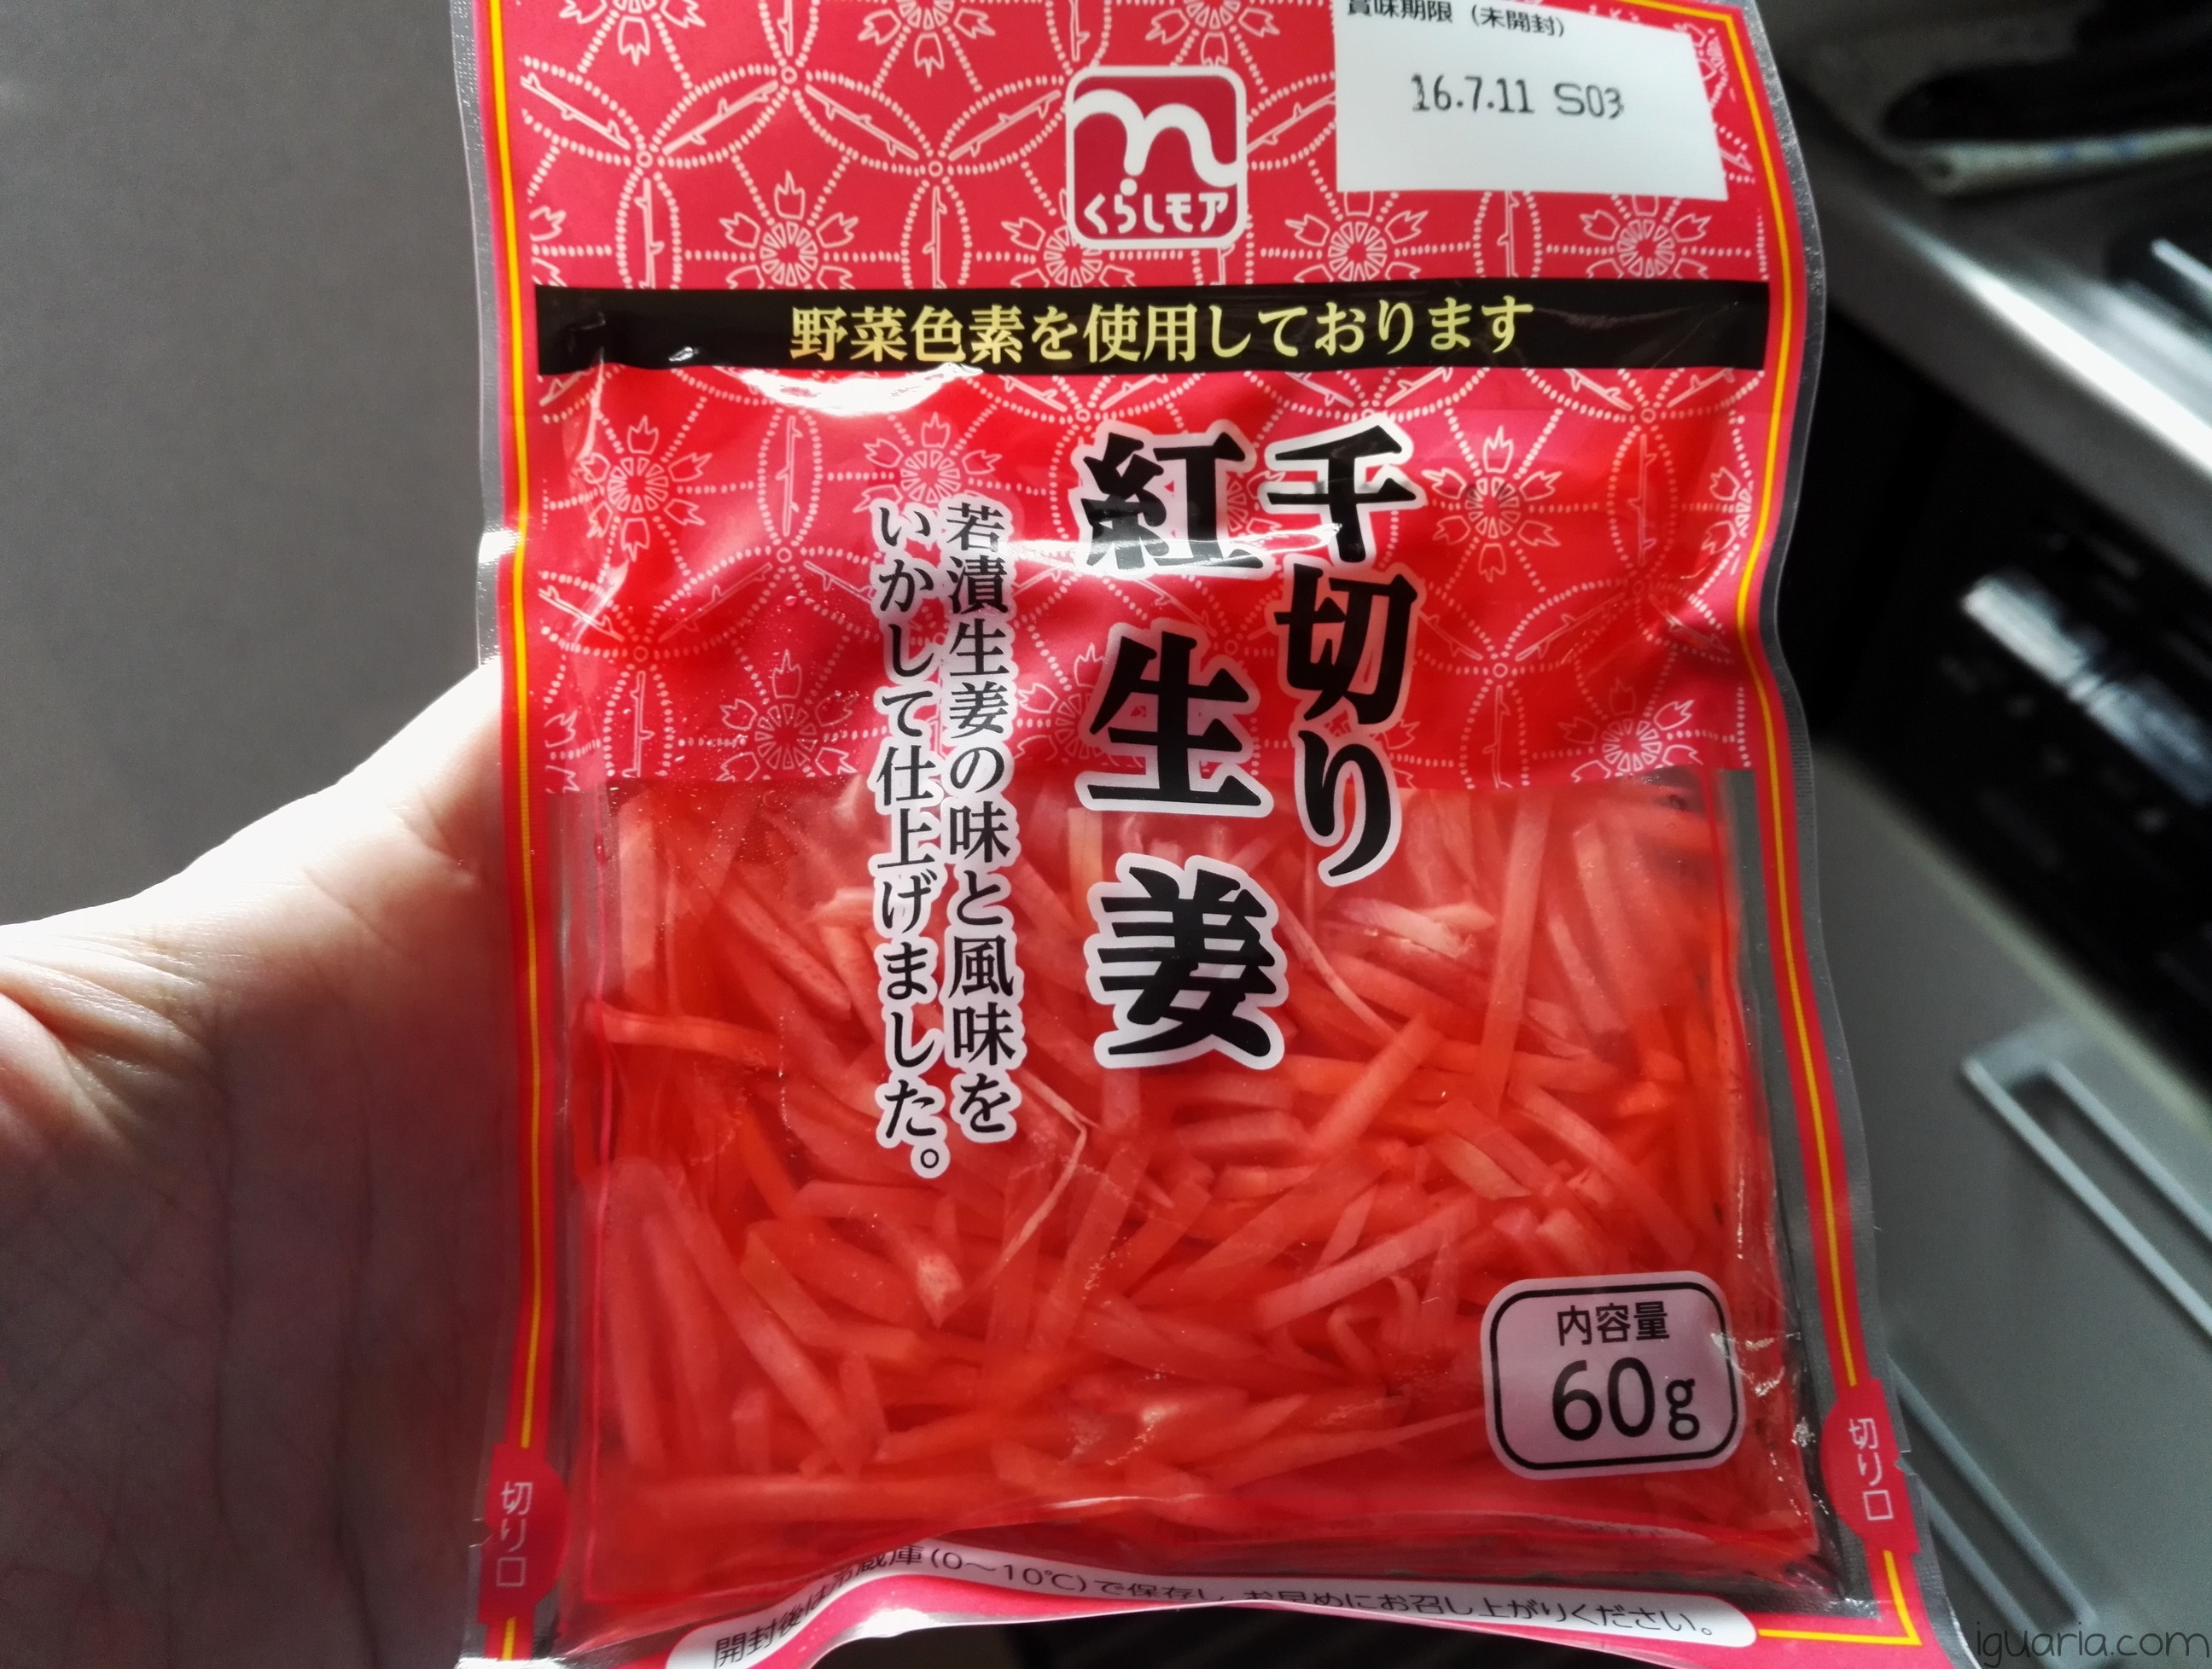 賞味期限（未開封）
16.7.11 S03
くらしモア
野菜色素を使用しております
千切り
紅生姜
若漬生姜の味と風味を
いかして仕上げました。
内容量
60g
切り口
切り口
開封後は冷蔵庫(0〜10℃)で保存し、お早めにお召し上がりください。
iguaria.com